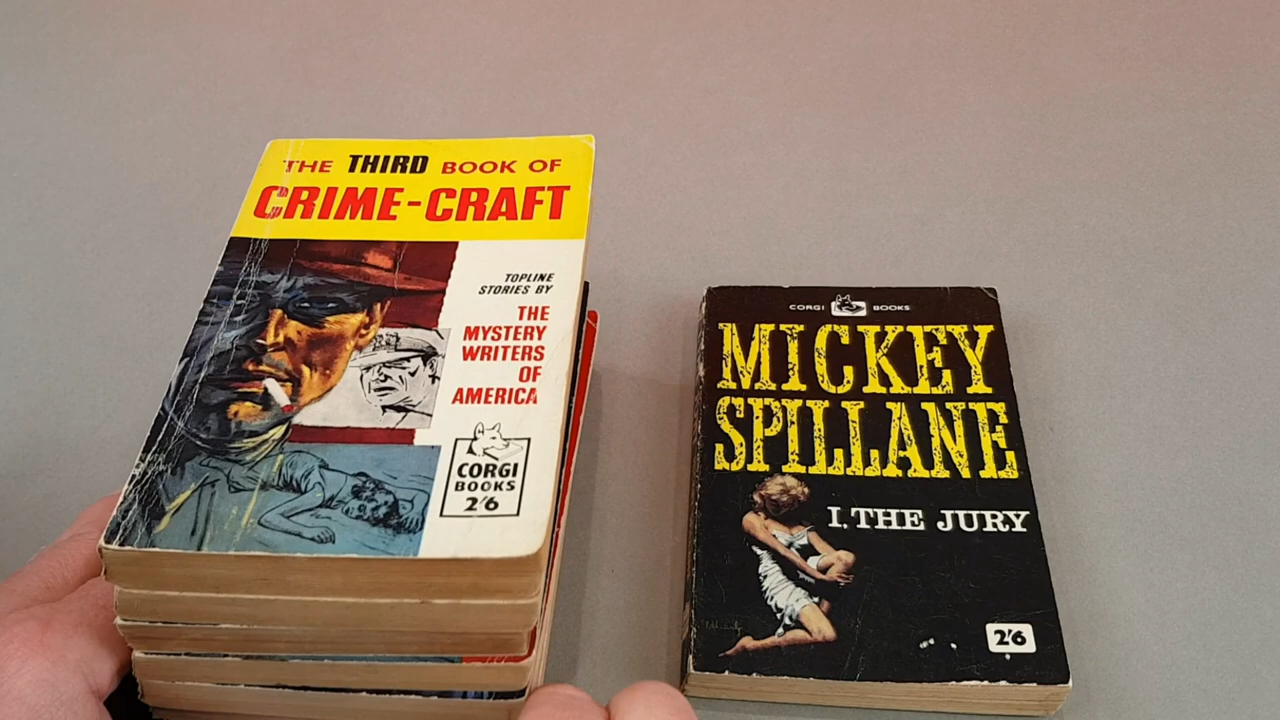 THE THIRD BOOK OF
CRIME-CRAFT
TOPLINE
STORIES BY
THE
MYSTERY
WRITERS
OF
AMERICA
CORGI
BOOKS
2/6
CORGI BOOKS
MICKEY
SPILLANE
I, THE JURY
2/6